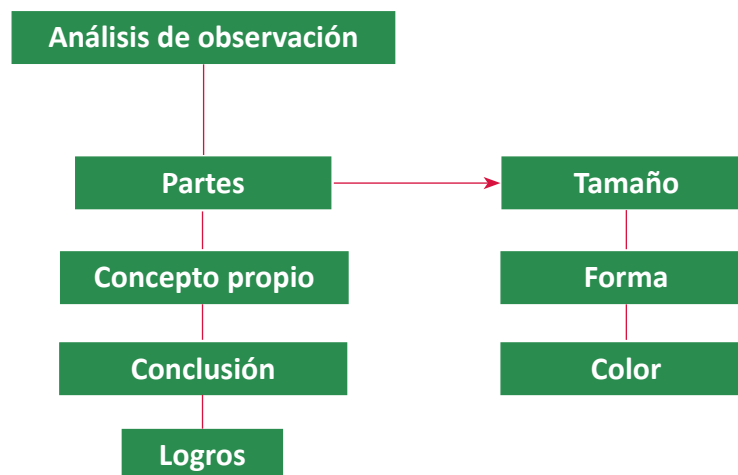 Análisis de observación
Partes
Tamaño
Concepto propio
Forma
Conclusión
Color
Logros